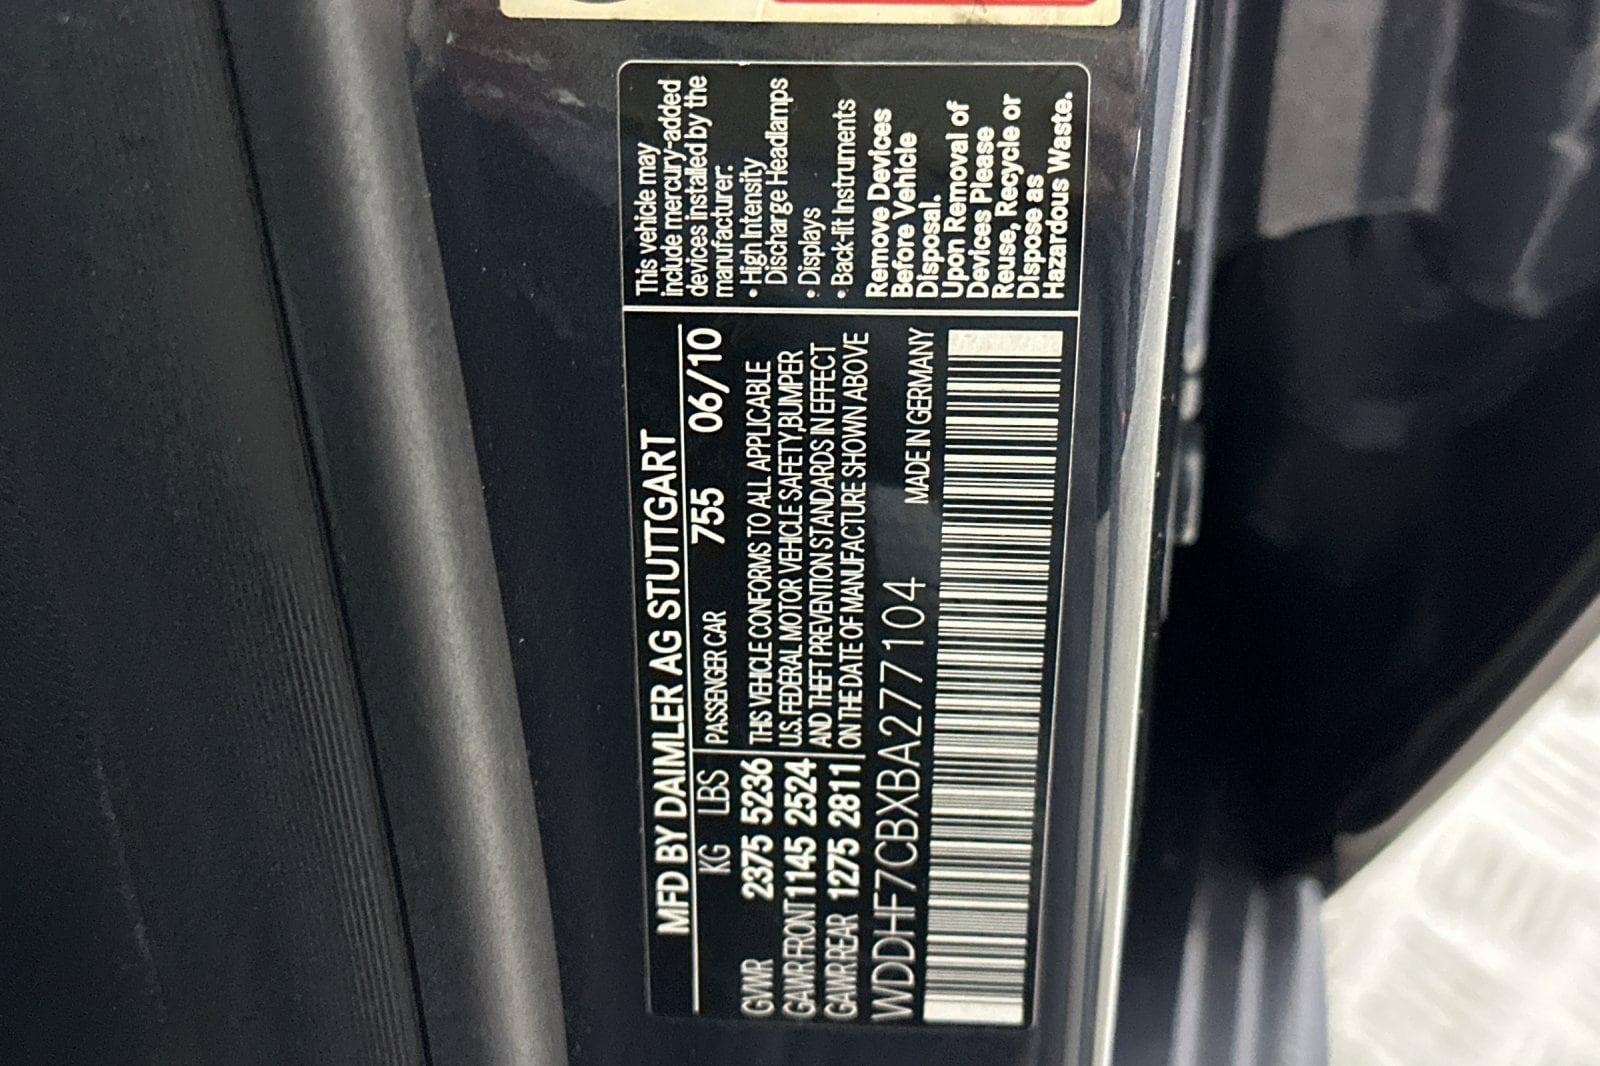 MFD BY DAIMLER AG STUTTGART
KG LBS PASSENGER CAR 755 06/10
GVWR 2375 5236
GAWR FRONT 1145 2524
GAWR REAR 1275 2811
THIS VEHICLE CONFORMS TO ALL APPLICABLE
U.S. FEDERAL MOTOR VEHICLE SAFETY,BUMPER
AND THEFT PREVENTION STANDARDS IN EFFECT
ON THE DATE OF MANUFACTURE SHOWN ABOVE
WDDHF7CBXBA277104 MADE IN GERMANY
This vehicle may
include mercury-added
devices installed by the
manufacturer:
• High Intensity
Discharge Headlamps
• Displays
• Back-lit Instruments
Remove Devices
Before Vehicle
Disposal.
Upon Removal of
Devices Please
Reuse, Recycle or
Dispose as
Hazardous Waste.